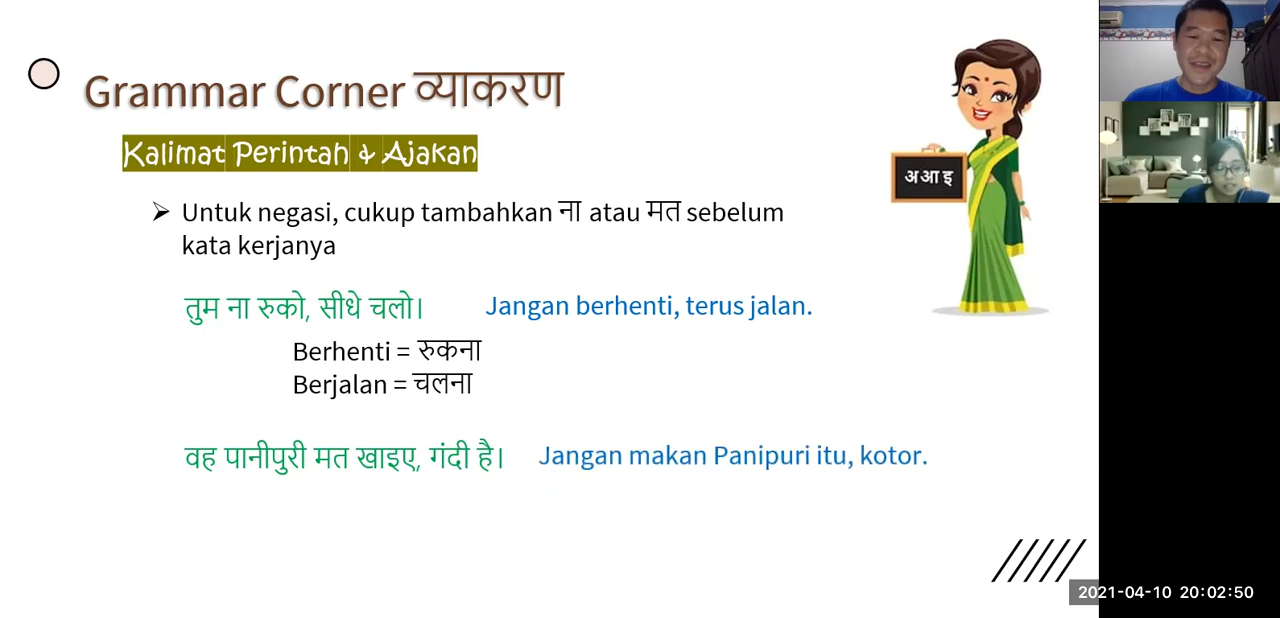 Grammar Corner व्याकरण
Kalimat Perintah & Ajakan
Untuk negasi, cukup tambahkan ना atau मत sebelum
kata kerjanya
तुम ना रुको, सीधे चलो। Jangan berhenti, terus jalan.
Berhenti = रुकना
Berjalan = चलना
वह पानीपुरी मत खाइए, गंदी है। Jangan makan Panipuri itu, kotor.
अ आ इ
2021-04-10 20:02:50